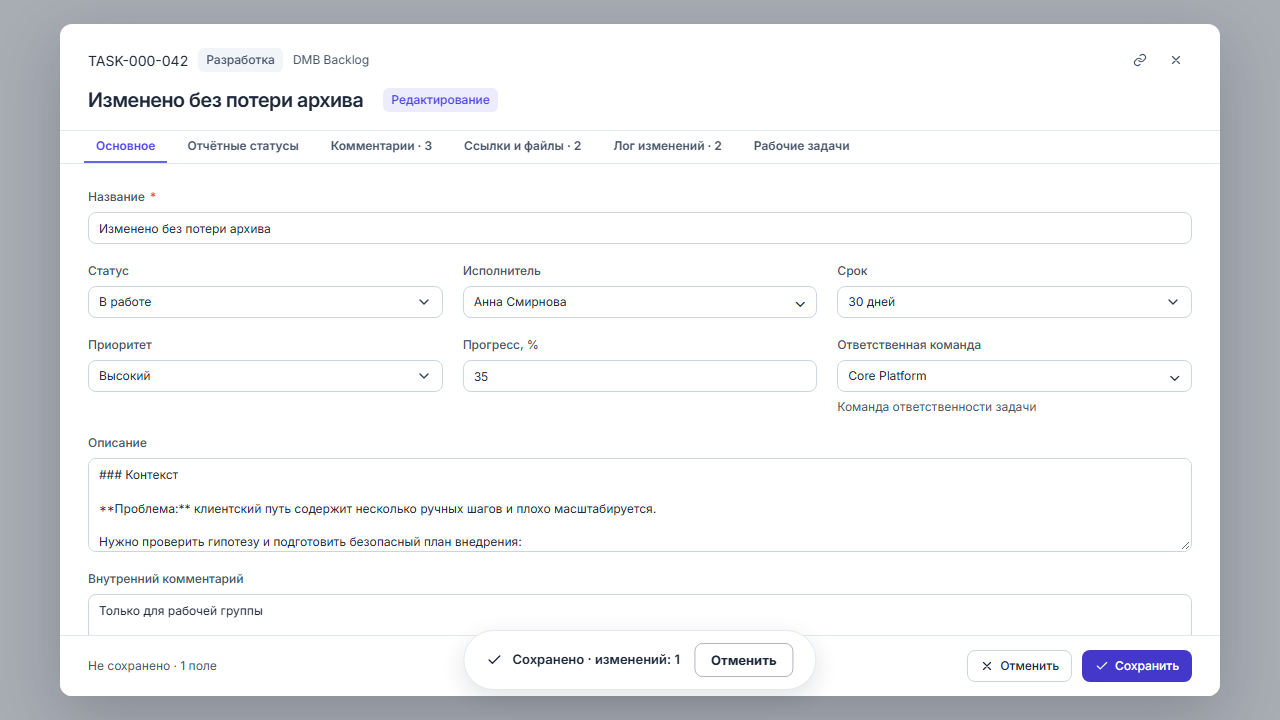 TASK-000-042 Разработка DMB Backlog
Изменено без потери архива Редактирование
Основное Отчётные статусы Комментарии · 3 Ссылки и файлы · 2 Лог изменений · 2 Рабочие задачи
Название *
Изменено без потери архива
Статус Исполнитель Срок
В работе Анна Смирнова 30 дней
Приоритет Прогресс, % Ответственная команда
Высокий 35 Core Platform
Команда ответственности задачи
Описание
### Контекст
**Проблема:** клиентский путь содержит несколько ручных шагов и плохо масштабируется.
Нужно проверить гипотезу и подготовить безопасный план внедрения:
Внутренний комментарий
Только для рабочей группы
Не сохранено · 1 поле Сохранено · изменений: 1 Отменить Отменить Сохранить